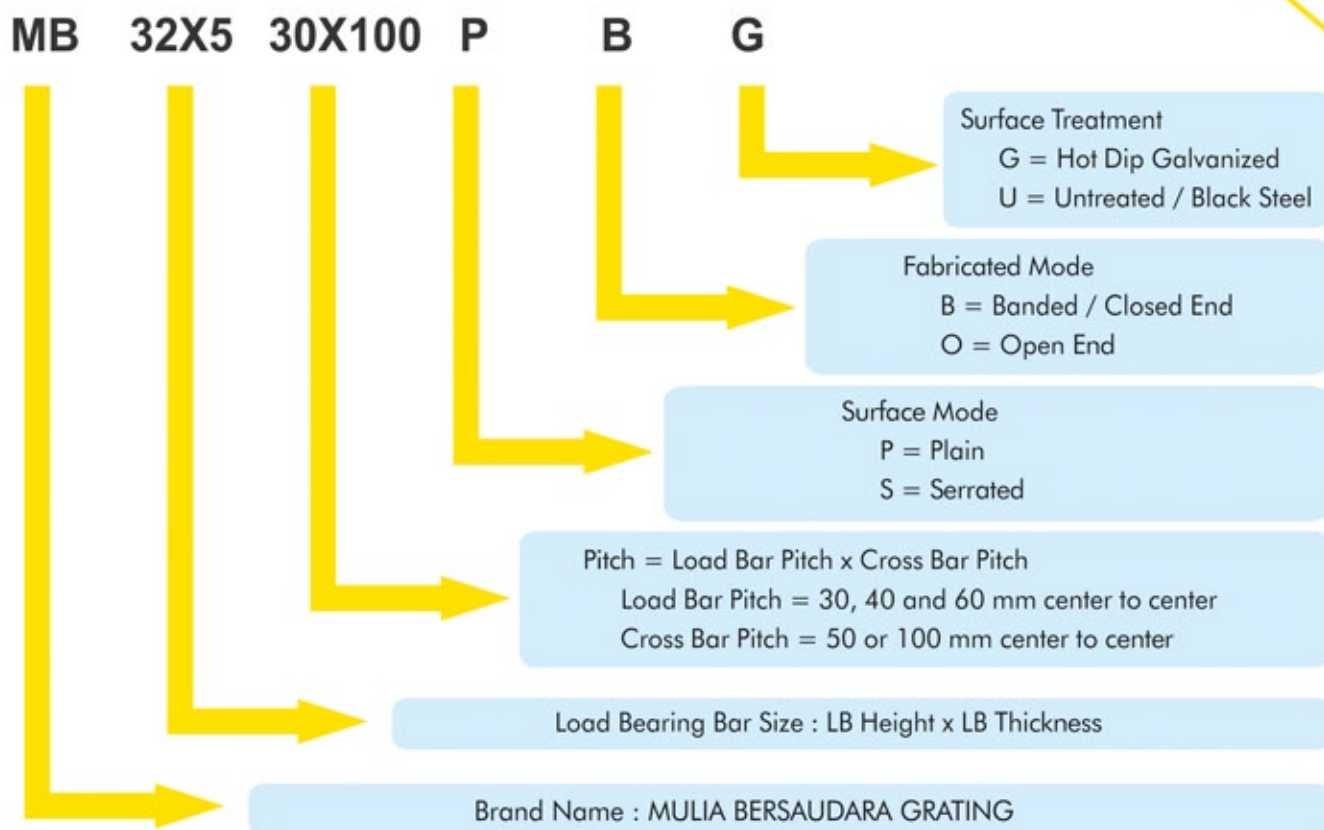 MB 32X5 30X100 P B G
Surface Treatment
G = Hot Dip Galvanized
U = Untreated / Black Steel
Fabricated Mode
B = Banded / Closed End
O = Open End
Surface Mode
P = Plain
S = Serrated
Pitch = Load Bar Pitch x Cross Bar Pitch
Load Bar Pitch = 30, 40 and 60 mm center to center
Cross Bar Pitch = 50 or 100 mm center to center
Load Bearing Bar Size : LB Height x LB Thickness
Brand Name : MULIA BERSAUDARA GRATING